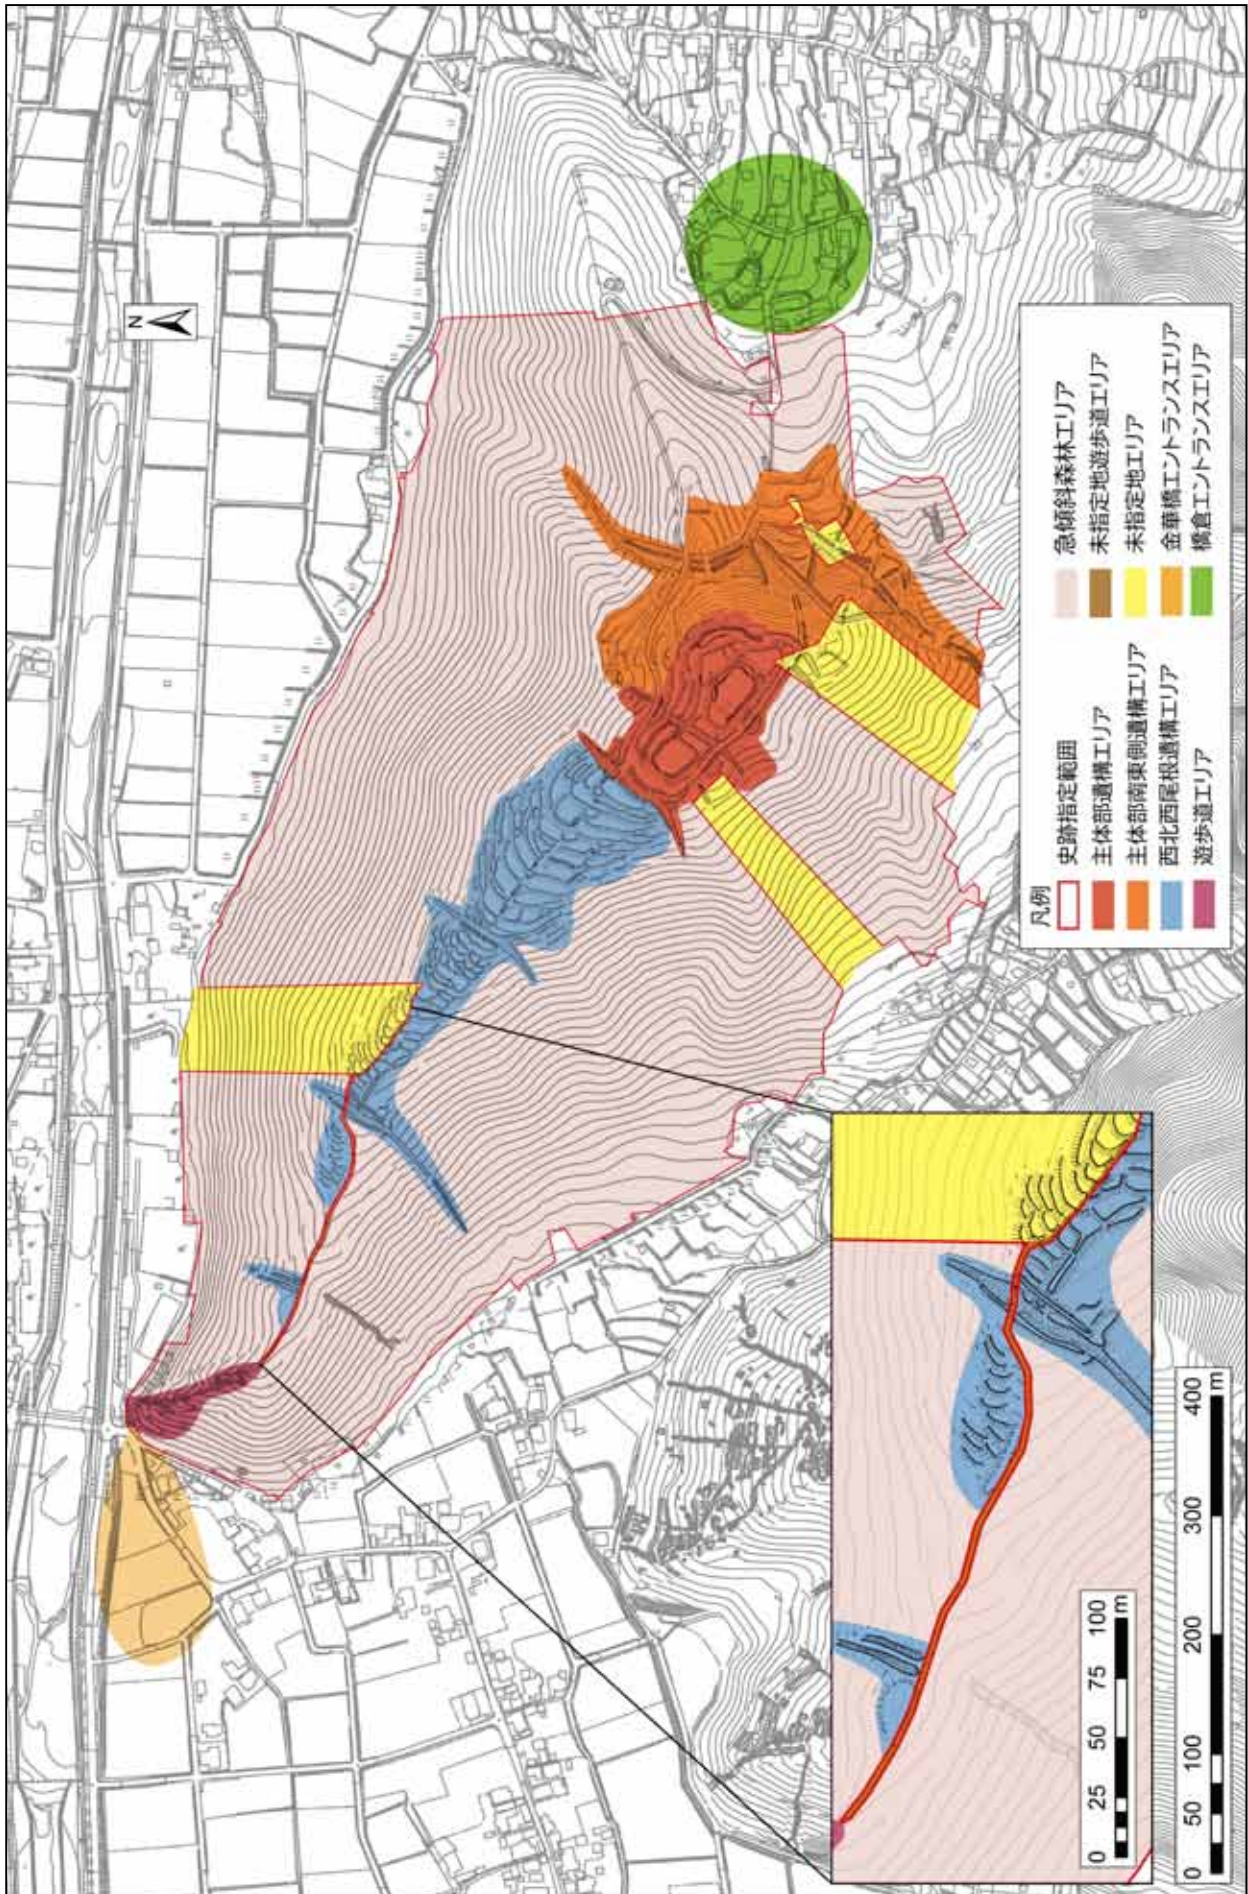 N
凡例
史跡指定範囲
主体部遺構エリア
主体部南東側遺構エリア
西北西尾根遺構エリア
遊歩道エリア
急傾斜森林エリア
未指定地遊歩道エリア
未指定地エリア
金華橋エントランスエリア
橋倉エントランスエリア
0 25 50 75 100 m
0 50 100 200 300 400 m